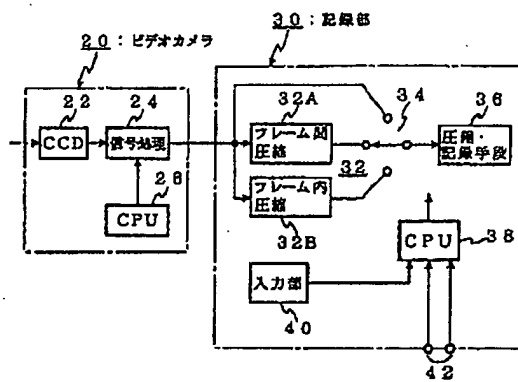 20：ビデオカメラ
30：記録部
22
24
CCD
信号処理
28
CPU
32A
フレーム間
圧縮
34
36
圧縮・
記録手段
32
フレーム内
圧縮
32B
CPU
38
入力部
40
42